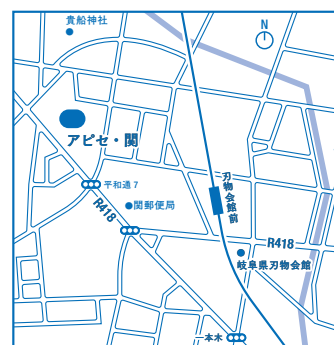 貴船神社
N
アピセ・関
平和通7
刃物会館前
R418
関郵便局
R418
岐阜県刃物会館
一本木